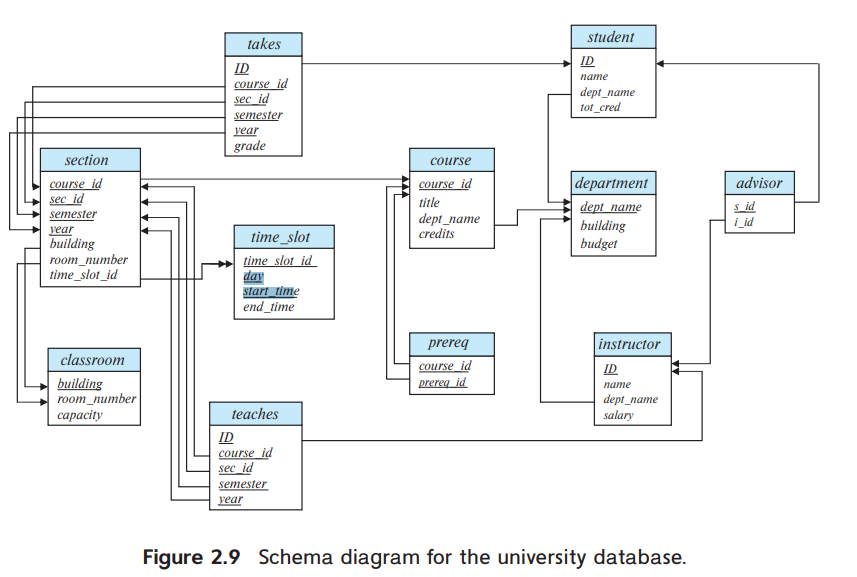 takes
ID
course_id
sec_id
semester
year
grade
student
ID
name
dept_name
tot_cred
section
course_id
sec_id
semester
year
building
room_number
time_slot_id
course
course_id
title
dept_name
credits
department
dept_name
building
budget
advisor
s_id
i_id
time_slot
time_slot_id
day
start_time
end_time
prereq
course_id
prereq_id
instructor
ID
name
dept_name
salary
classroom
building
room_number
capacity
teaches
ID
course_id
sec_id
semester
year
Figure 2.9 Schema diagram for the university database.